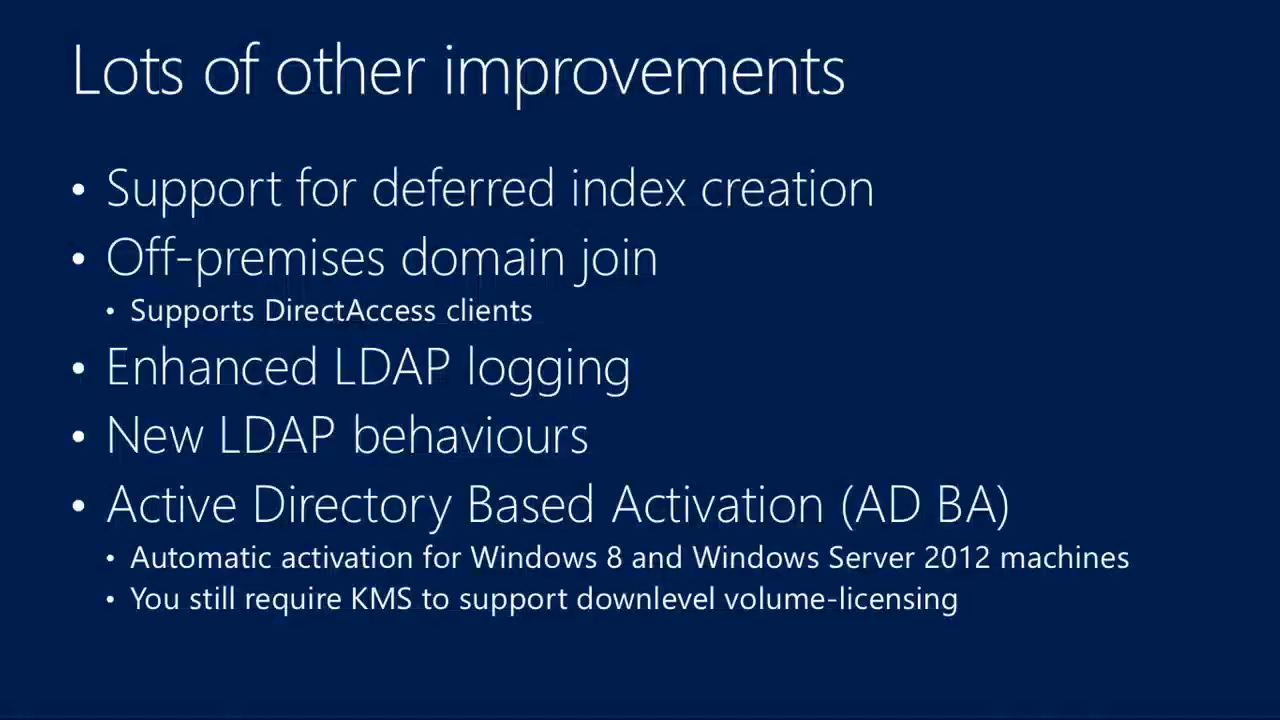 Lots of other improvements
• Support for deferred index creation
• Off-premises domain join
• Supports DirectAccess clients
• Enhanced LDAP logging
• New LDAP behaviours
• Active Directory Based Activation (AD BA)
• Automatic activation for Windows 8 and Windows Server 2012 machines
• You still require KMS to support downlevel volume-licensing